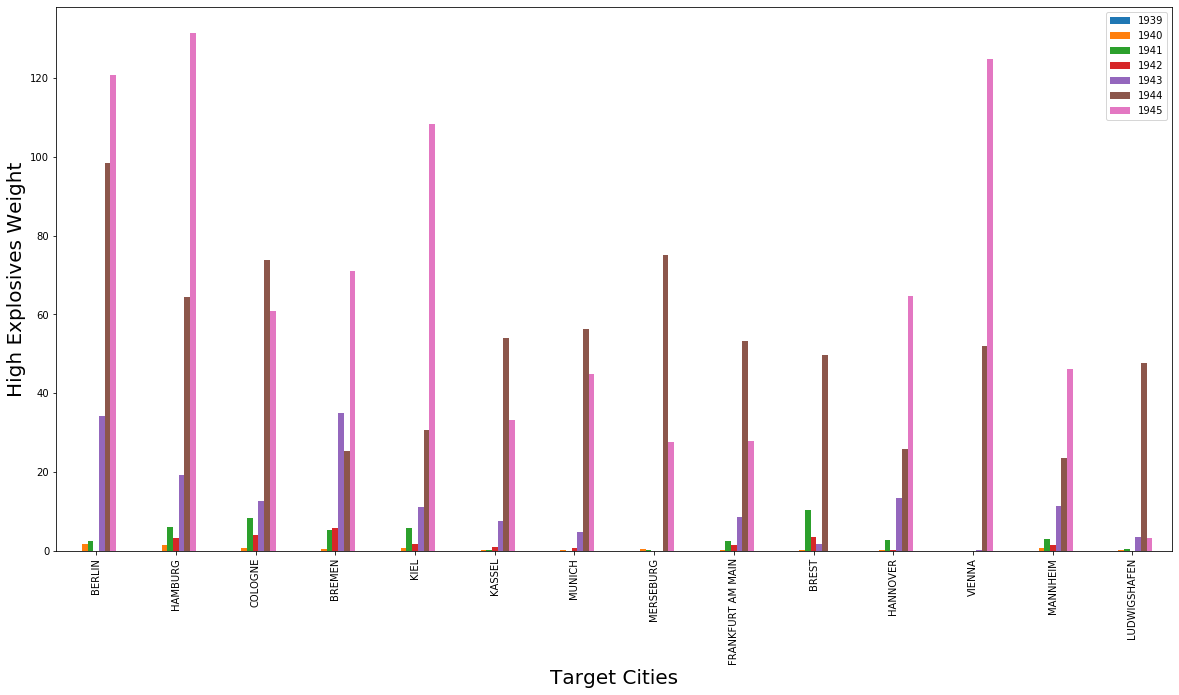 1939
1940
1941
1942
1943
1944
1945
High Explosives Weight
120
100
80
60
40
20
0
BERLIN
HAMBURG
COLOGNE
BREMEN
KIEL
KASSEL
MUNICH
MERSEBURG
FRANKFURT AM MAIN
BREST
HANNOVER
VIENNA
MANNHEIM
LUDWIGSHAFEN
Target Cities